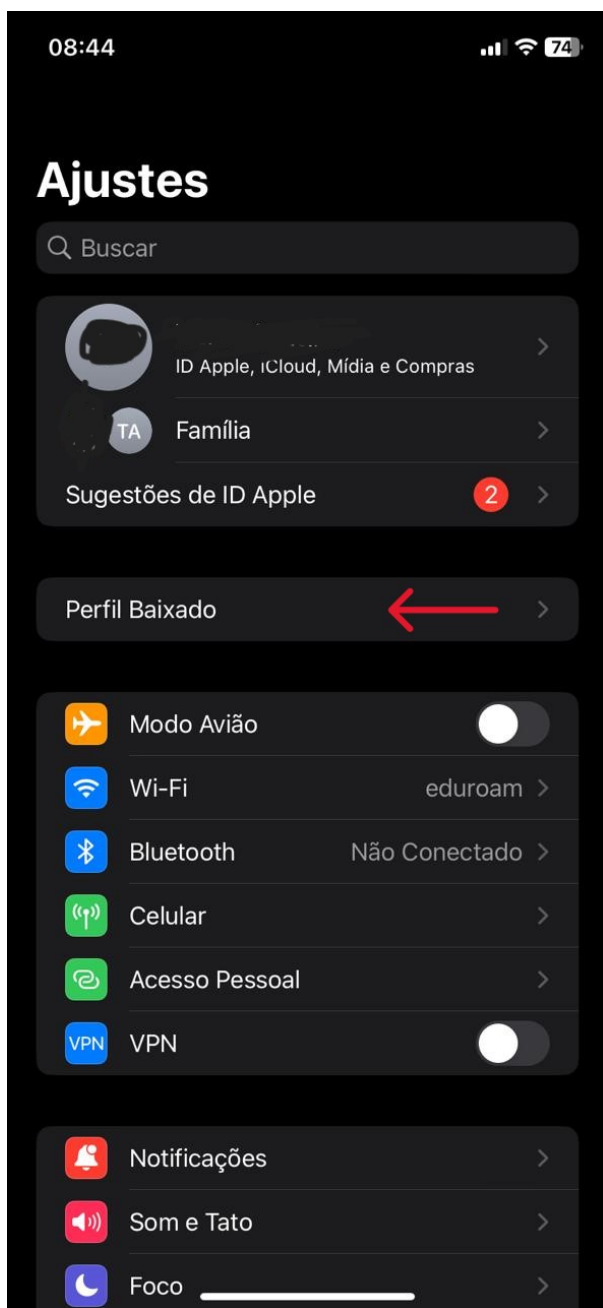 08:44
74
Ajustes
Buscar
ID Apple, iCloud, Mídia e Compras
TA
Família
Sugestões de ID Apple 2
Perfil Baixado
Modo Avião
Wi-Fi eduroam
Bluetooth Não Conectado
Celular
Acesso Pessoal
VPN VPN
Notificações
Som e Tato
Foco